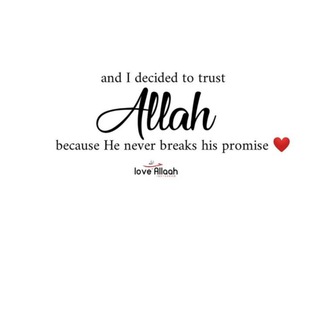 and I decided to trust
Allah
because He never breaks his promise ❤️
love Allaah